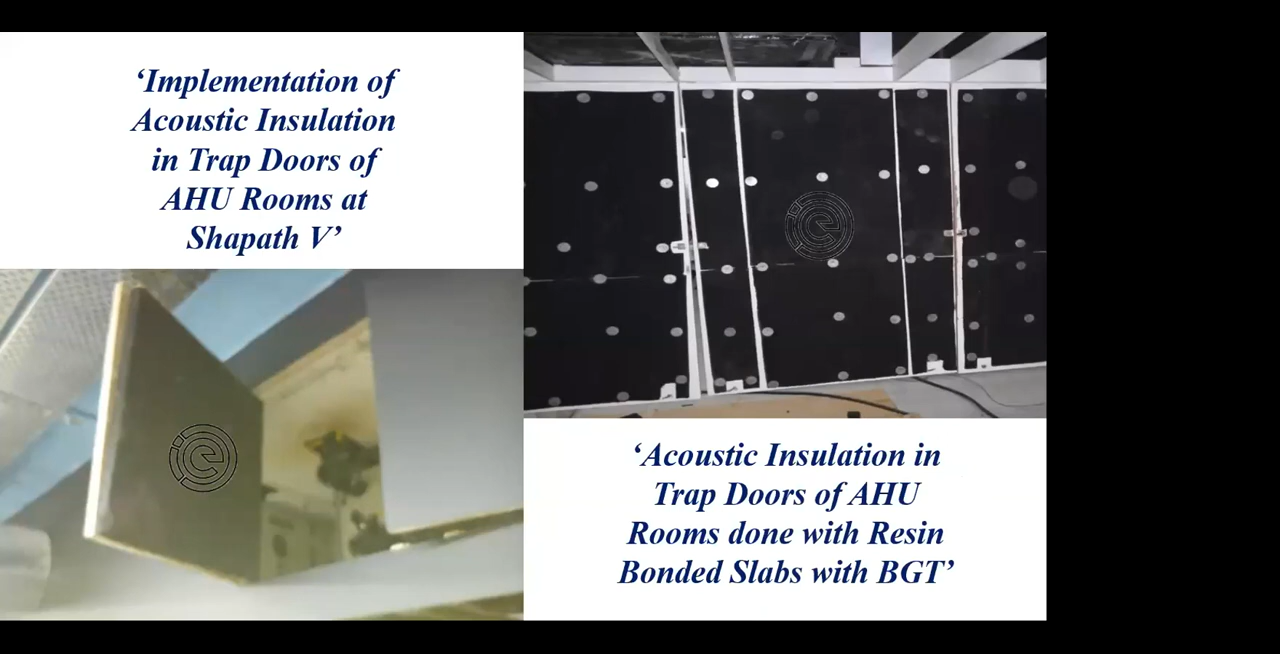 ‘Implementation of
Acoustic Insulation
in Trap Doors of
AHU Rooms at
Shapath V’
‘Acoustic Insulation in
Trap Doors of AHU
Rooms done with Resin
Bonded Slabs with BGT’